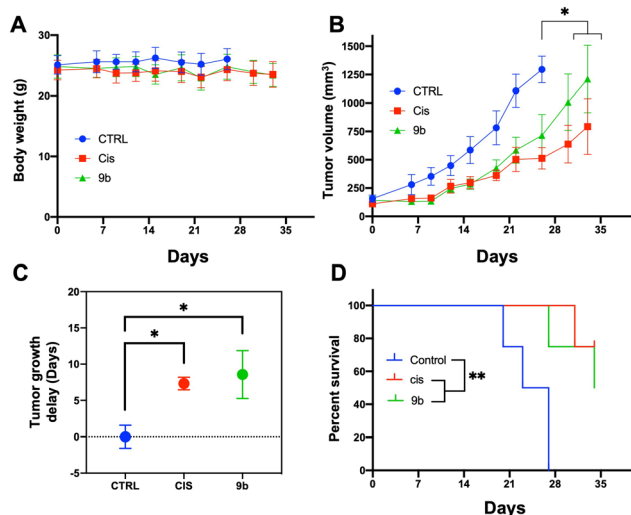 A
Body weight (g)
40
30
20
10
0
CTRL
Cis
9b
0 7 14 21 28 35
Days
B
*
Tumor volume (mm3)
1500
1250
1000
750
500
250
0
CTRL
Cis
9b
0 7 14 21 28 35
Days
C
Tumor growth
delay (Days)
20
15
10
5
0
-5
*
*
CTRL CIS 9b
D
Percent survival
100
80
60
40
20
0
Control
cis
9b
**
0 7 14 21 28 35
Days